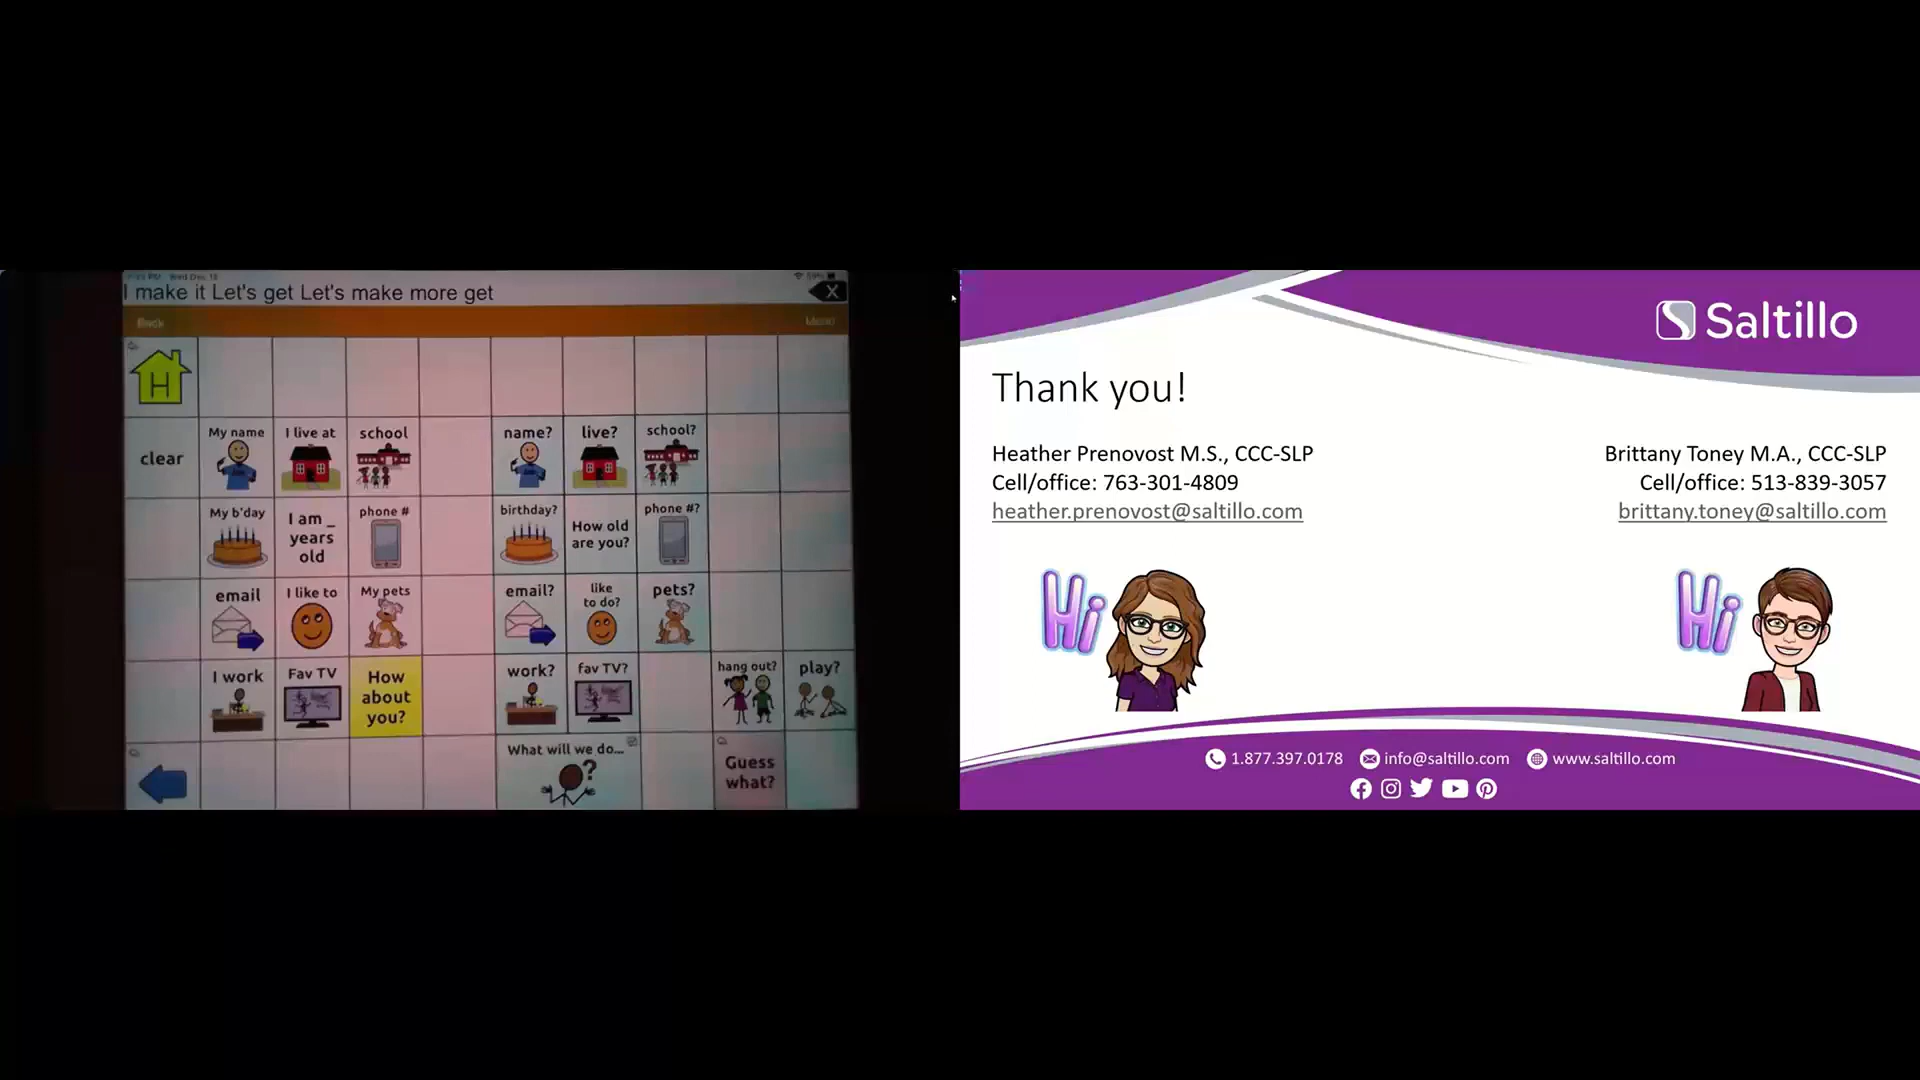 Wed Dec
59%
I make it Let's get Let's make more get
X
Back
Menu
H
clear
My name
I live at
school
name?
live?
school?
My b'day
I am _ years old
phone #
birthday?
How old are you?
phone #?
email
I like to
My pets
email?
like to do?
pets?
I work
Fav TV
How about you?
work?
fav TV?
hang out?
play?
What will we do...
?
Guess what?
Saltillo
Thank you!
Heather Prenovost M.S., CCC-SLP
Cell/office: 763-301-4809
heather.prenovost@saltillo.com
Brittany Toney M.A., CCC-SLP
Cell/office: 513-839-3057
brittany.toney@saltillo.com
Hi
Hi
1.877.397.0178 info@saltillo.com www.saltillo.com